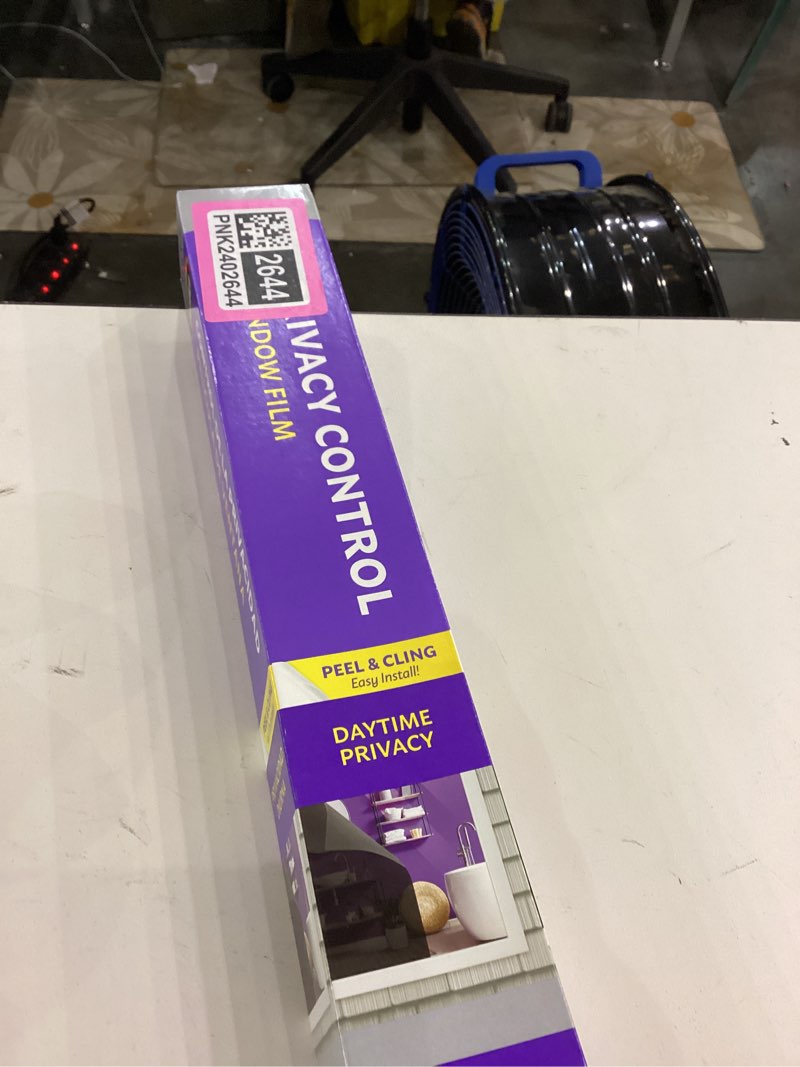 PNK2402644
2644
IVACY CONTROL
NDOW FILM
PEEL & CLING
Easy Install!
DAYTIME
PRIVACY